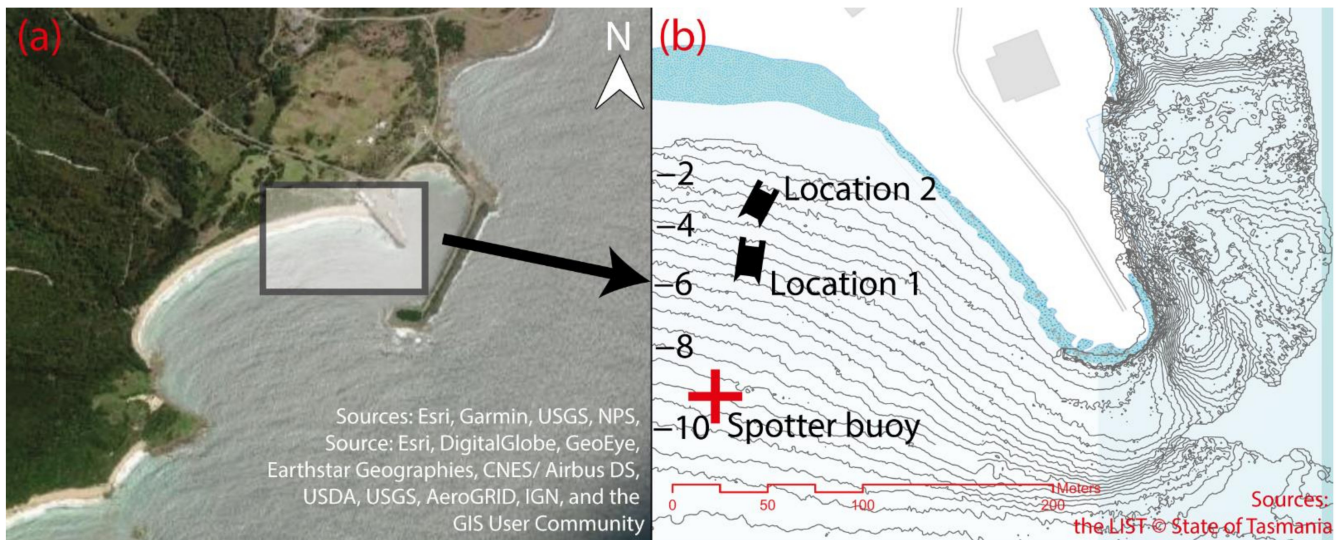 (a)
N
Sources: Esri, Garmin, USGS, NPS,
Source: Esri, DigitalGlobe, GeoEye,
Earthstar Geographies, CNES/ Airbus DS,
USDA, USGS, AeroGRID, IGN, and the
GIS User Community
(b)
–2
Location 2
–4
Location 1
–6
–8
–10
Spotter buoy
Meters
0 50 100 200
Sources:
the LIST © State of Tasmania